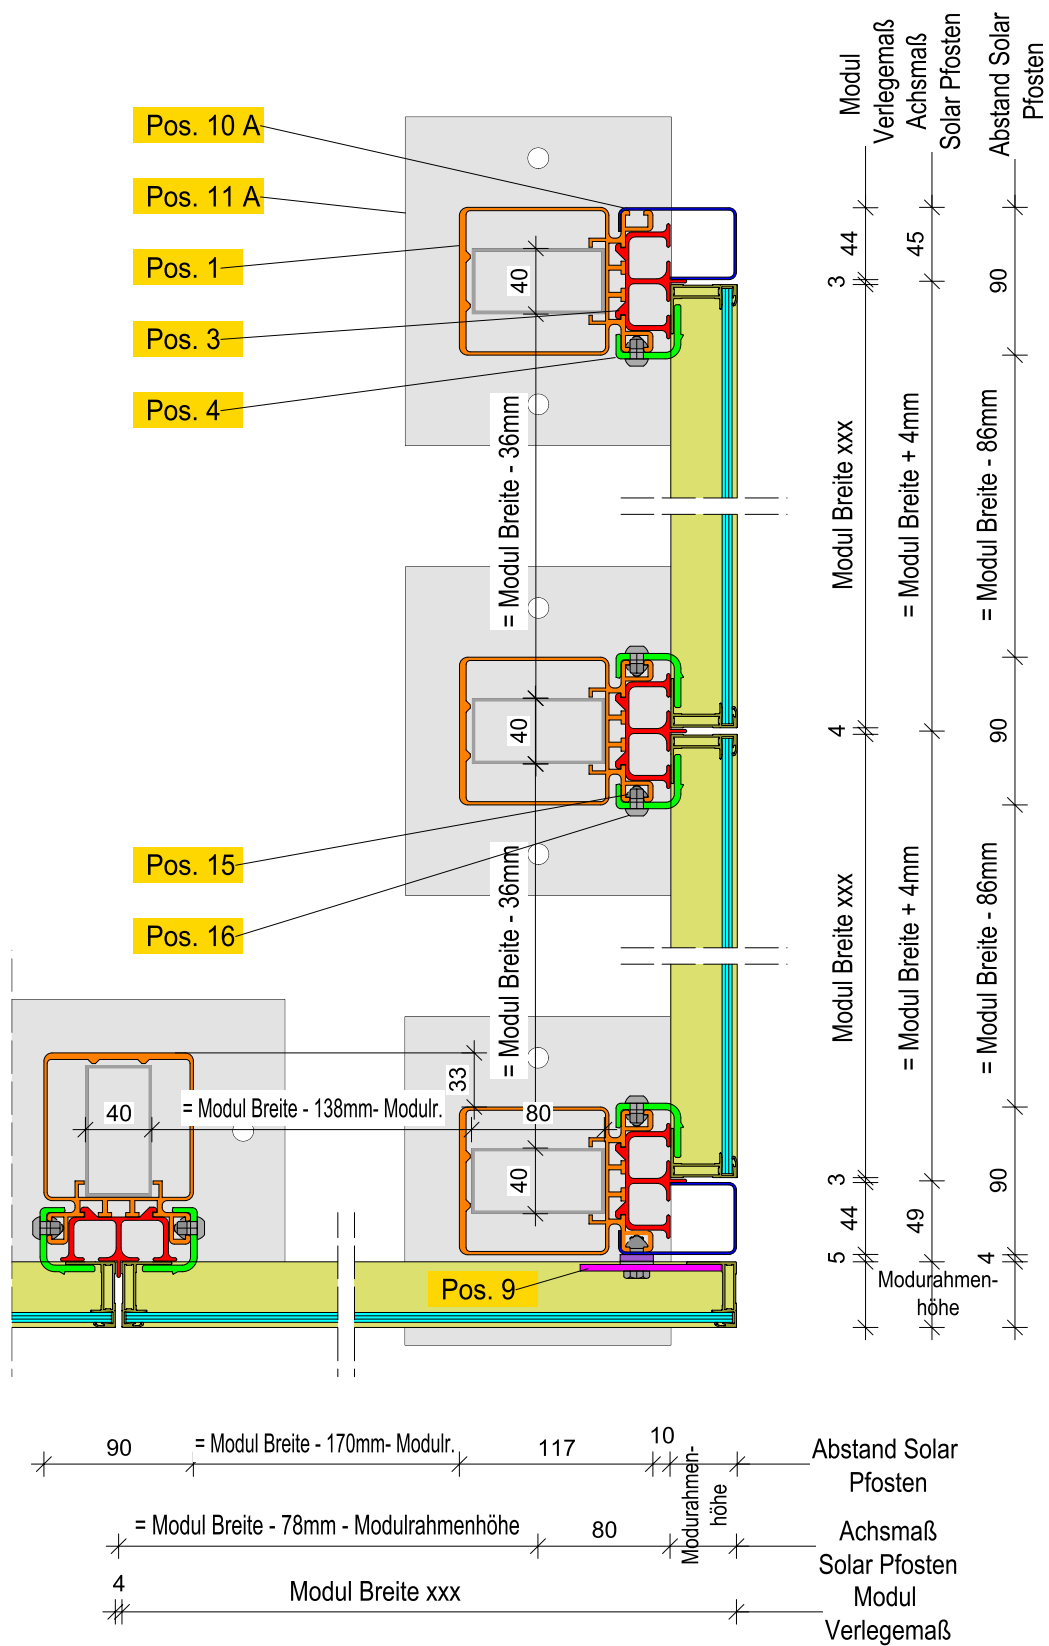 Modul
Verlegemaß
Achsmaß
Solar Pfosten
Abstand Solar
Pfosten
Pos. 10 A
Pos. 11 A
Pos. 1
Pos. 3
Pos. 4
40
44
45
90
3
= Modul Breite - 36mm
Modul Breite xxx
= Modul Breite + 4mm
= Modul Breite - 86mm
40
4
90
Pos. 15
Pos. 16
= Modul Breite - 36mm
Modul Breite xxx
= Modul Breite + 4mm
= Modul Breite - 86mm
33
40
= Modul Breite - 138mm- Modulr.
80
40
3
44
49
90
5
4
Modurahmen-
höhe
Pos. 9
90
= Modul Breite - 170mm- Modulr.
117
10
Modurahmen-
höhe
Abstand Solar
Pfosten
= Modul Breite - 78mm - Modulrahmenhöhe
80
Achsmaß
Solar Pfosten
4
Modul Breite xxx
Modul
Verlegemaß